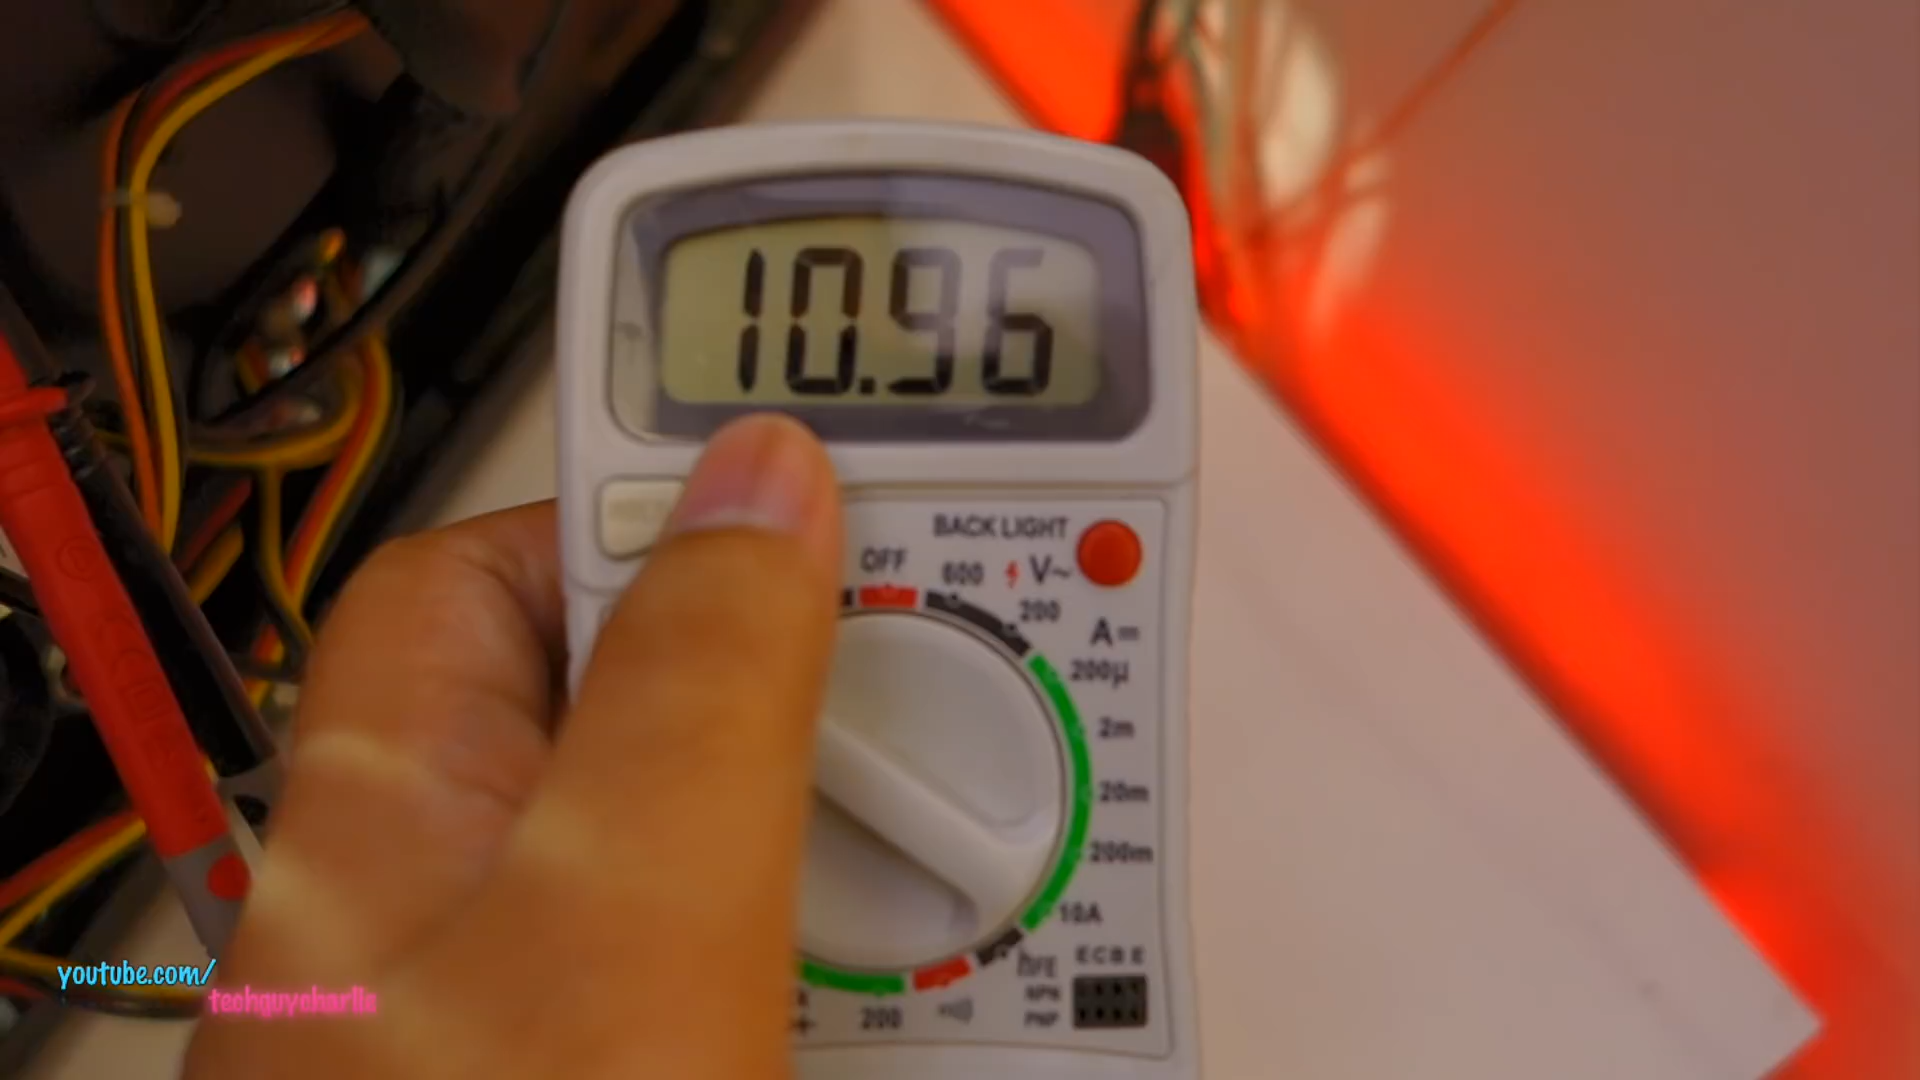 10.96
BACK LIGHT
OFF
600 V~
200
A
200µ
2m
20m
200m
10A
hFE
E C B E
NPN
PNP
200
youtube.com/
techguycharlie